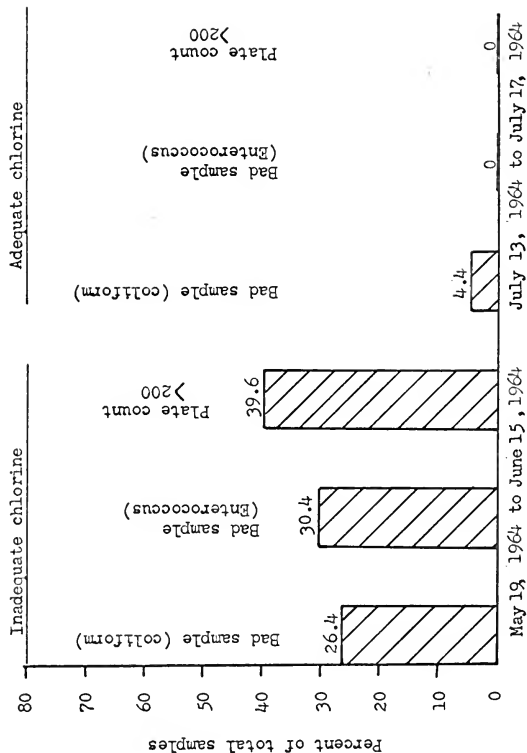 Inadequate chlorine
Adequate chlorine
Percent of total samples
80
70
60
50
40
30
20
10
0
Bad sample (coliform)
26.4
Bad sample
(Enterococcus)
30.4
Plate count
>200
39.6
Bad sample (coliform)
4.4
Bad sample
(Enterococcus)
0
Plate count
>200
0
May 19, 1964 to June 15, 1964
July 13, 1964 to July 17, 1964